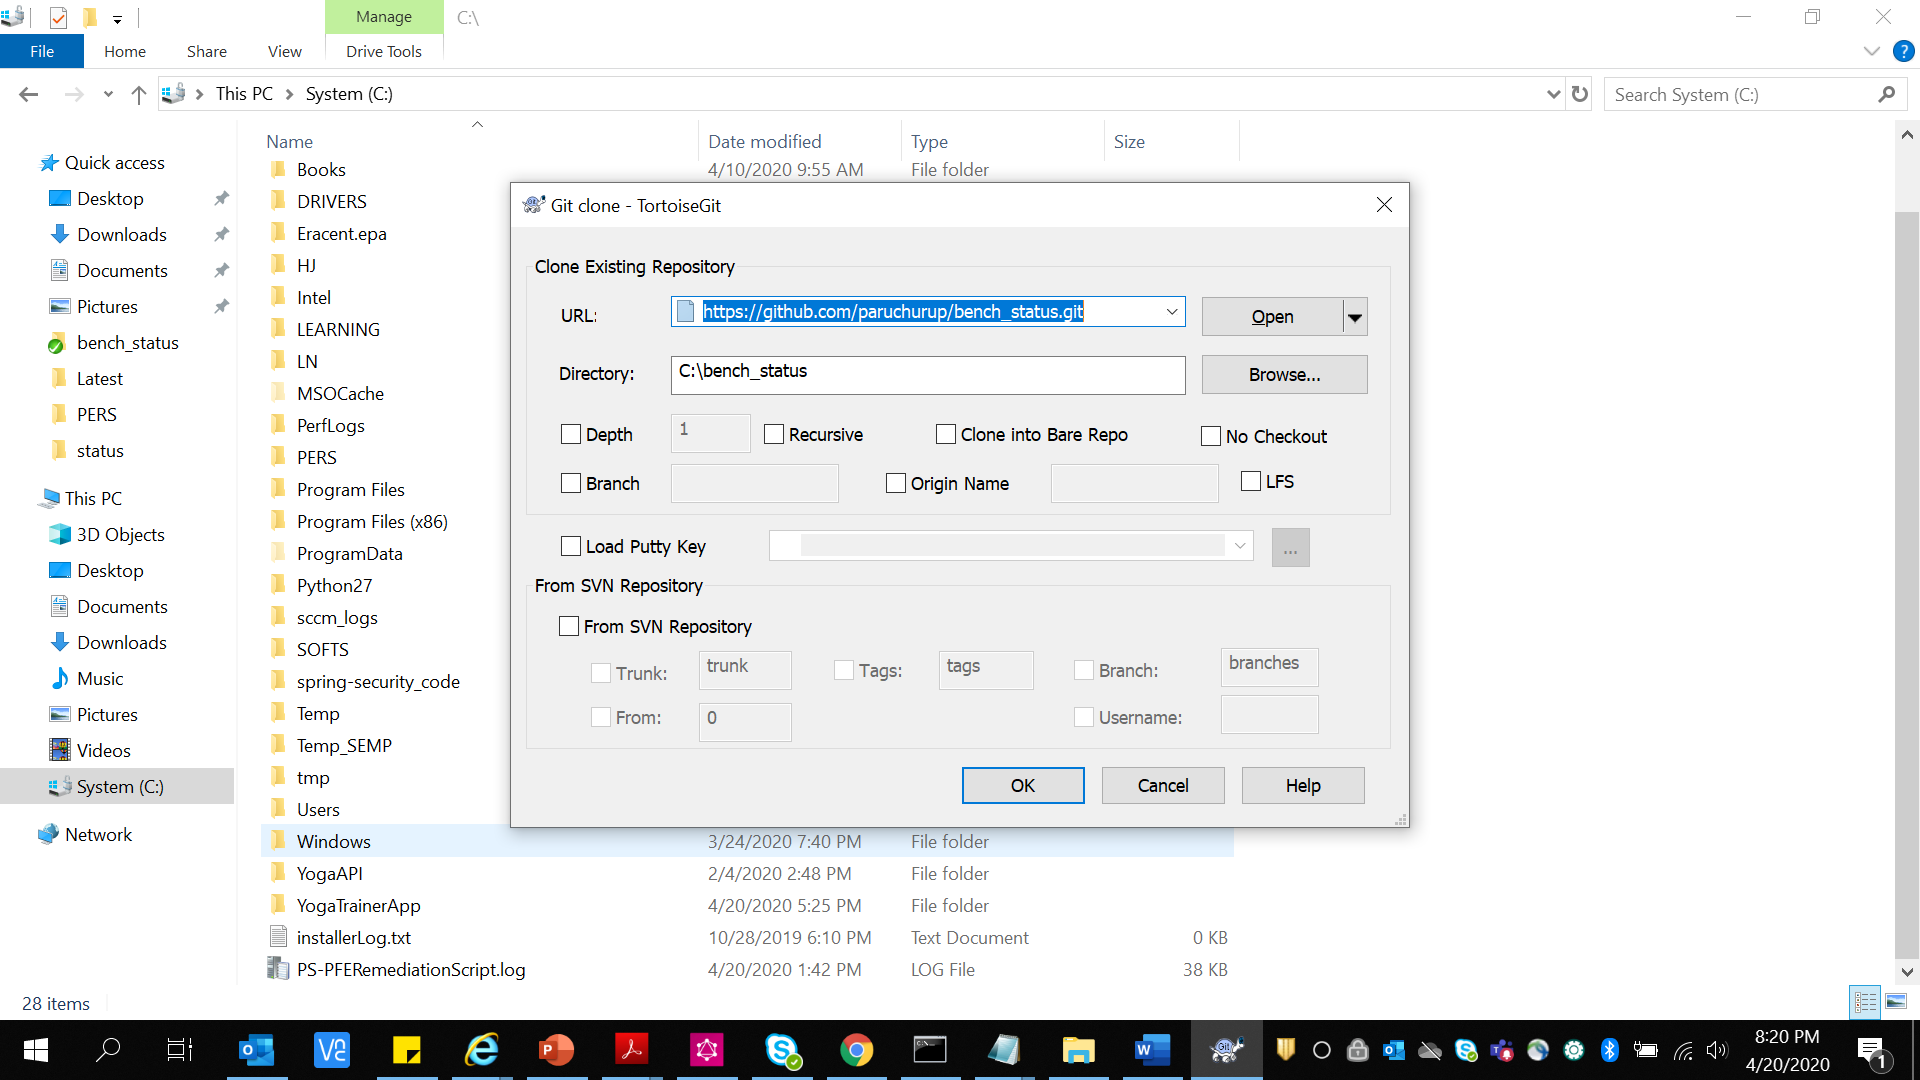 Manage
C:\
File
Home
Share
View
Drive Tools
?
This PC
System (C:)
Search System (C:)
Name
Date modified
Type
Size
Quick access
Desktop
Downloads
Documents
Pictures
bench_status
Latest
PERS
status
This PC
3D Objects
Desktop
Documents
Downloads
Music
Pictures
Videos
System (C:)
Network
Books 4/10/2020 9:55 AM File folder
DRIVERS
Eracent.epa
HJ
Intel
LEARNING
LN
MSOCache
PerfLogs
PERS
Program Files
Program Files (x86)
ProgramData
Python27
sccm_logs
SOFTS
spring-security_code
Temp
Temp_SEMP
tmp
Users
Windows 3/24/2020 7:40 PM File folder
YogaAPI 2/4/2020 2:48 PM File folder
YogaTrainerApp 4/20/2020 5:25 PM File folder
installerLog.txt 10/28/2019 6:10 PM Text Document 0 KB
PS-PFERemediationScript.log 4/20/2020 1:42 PM LOG File 38 KB
Git clone - TortoiseGit
Clone Existing Repository
URL: https://github.com/paruchurup/bench_status.git Open
Directory: C:\bench_status Browse...
Depth 1 Recursive Clone into Bare Repo No Checkout
Branch Origin Name LFS
Load Putty Key ...
From SVN Repository
From SVN Repository
Trunk: trunk Tags: tags Branch: branches
From: 0 Username:
OK Cancel Help
28 items
8:20 PM
4/20/2020
1